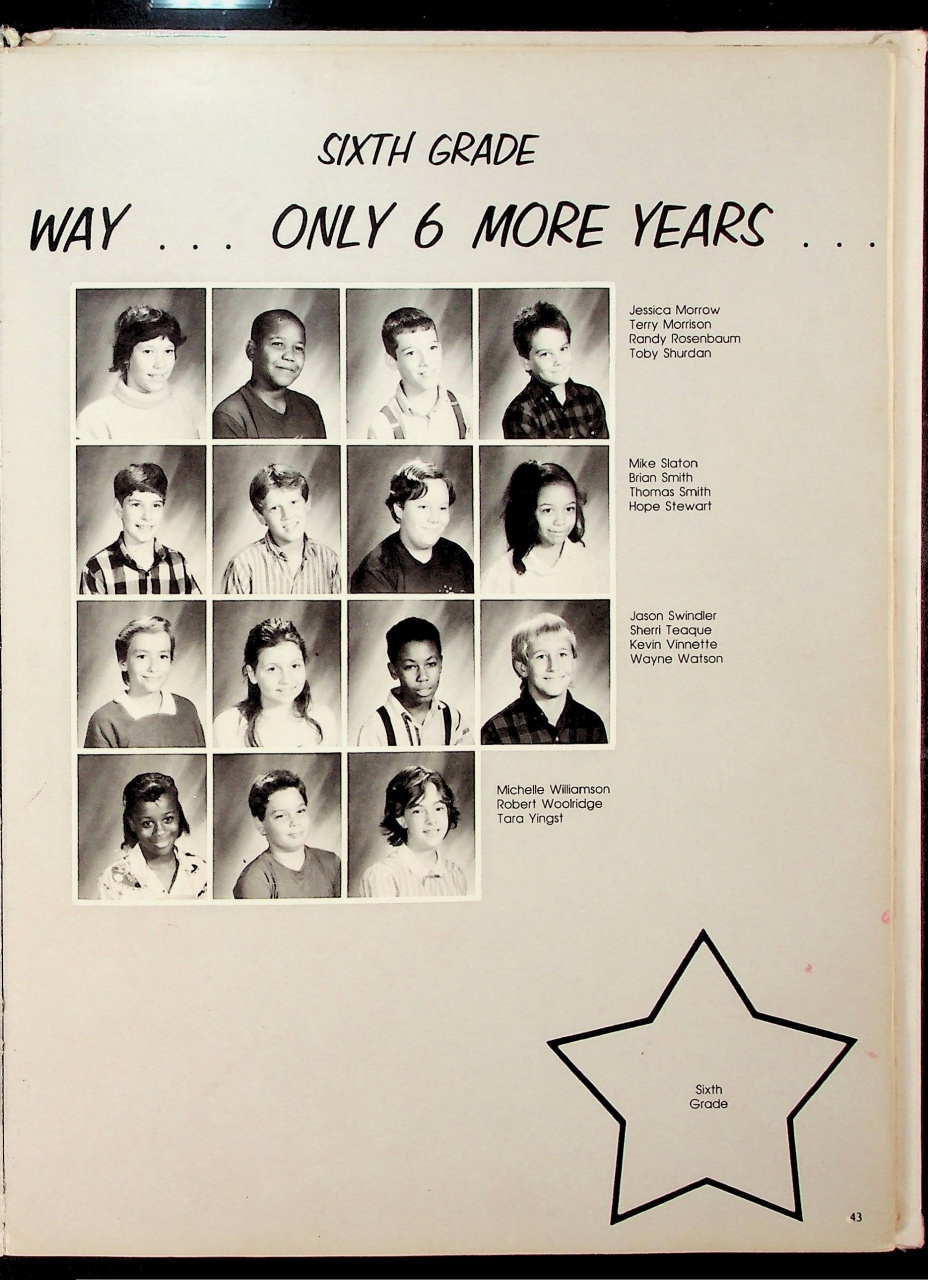 SIXTH GRADE
WAY . . . ONLY 6 MORE YEARS . . .
Jessica Morrow
Terry Morrison
Randy Rosenbaum
Toby Shurdan
Mike Slaton
Brian Smith
Thomas Smith
Hope Stewart
Jason Swindler
Sherri Teaque
Kevin Vinnette
Wayne Watson
Michelle Williamson
Robert Woolridge
Tara Yingst
Sixth
Grade
43